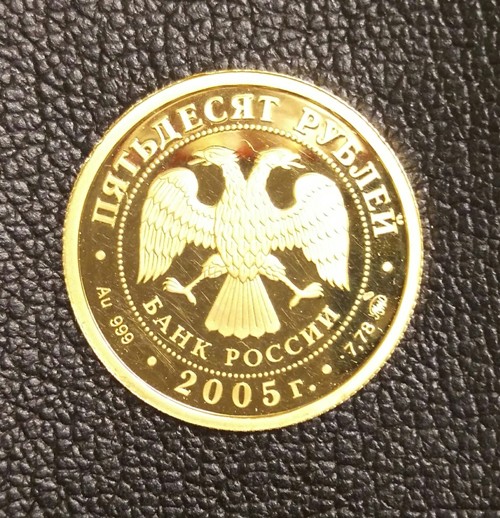 ПЯТЬДЕСЯТ РУБЛЕЙ
БАНК РОССИИ
Au 999
• 2005 г. •
7,78